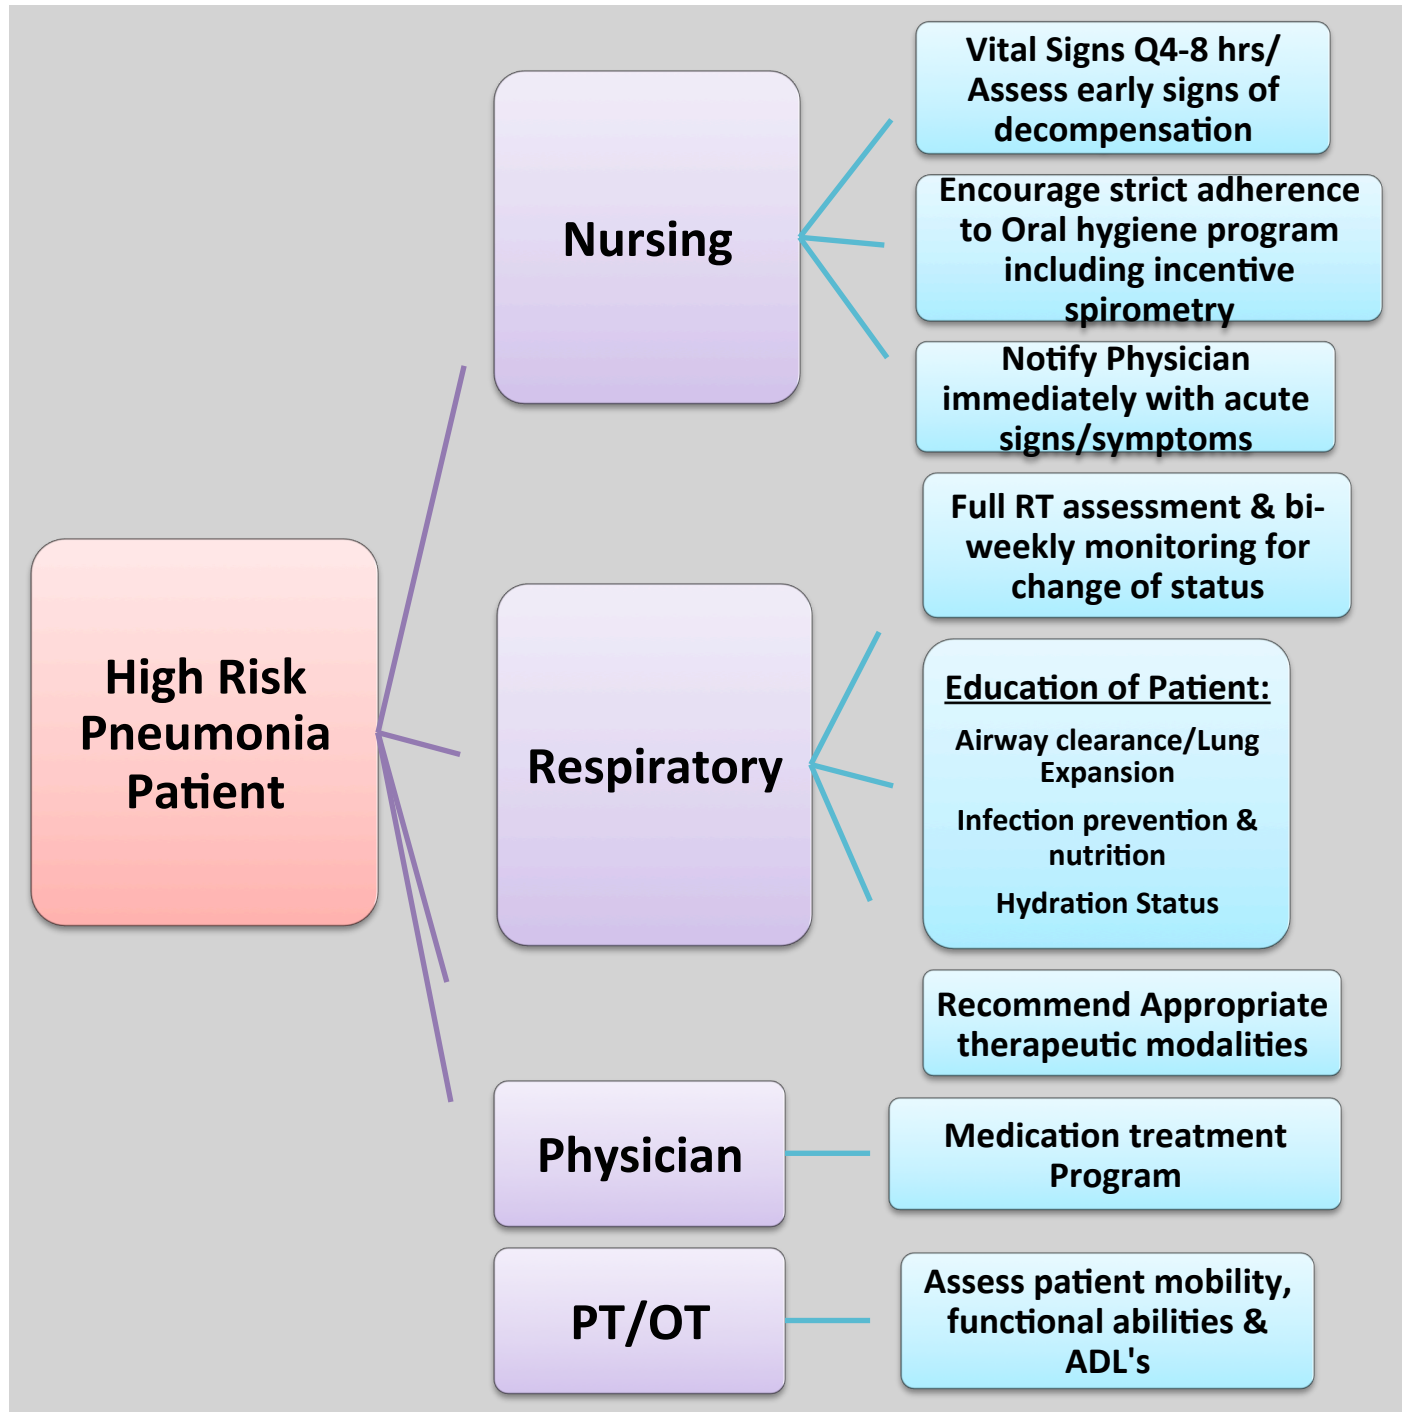 High Risk
Pneumonia
Patient
Nursing
Vital Signs Q4-8 hrs/
Assess early signs of
decompensation
Encourage strict adherence
to Oral hygiene program
including incentive
spirometry
Notify Physician
immediately with acute
signs/symptoms
Respiratory
Full RT assessment & bi-
weekly monitoring for
change of status
Education of Patient:
Airway clearance/Lung
Expansion
Infection prevention &
nutrition
Hydration Status
Recommend Appropriate
therapeutic modalities
Physician
Medication treatment
Program
PT/OT
Assess patient mobility,
functional abilities &
ADL's